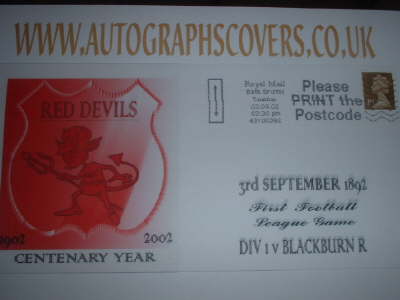 WWW.AUTOGRAPHSCOVERS.CO.UK
RED DEVILS
1902
2002
CENTENARY YEAR
Royal Mail
Please
PRINT the
Postcode
3rd SEPTEMBER 1892
First Football
League Game
DIV 1 v BLACKBURN R